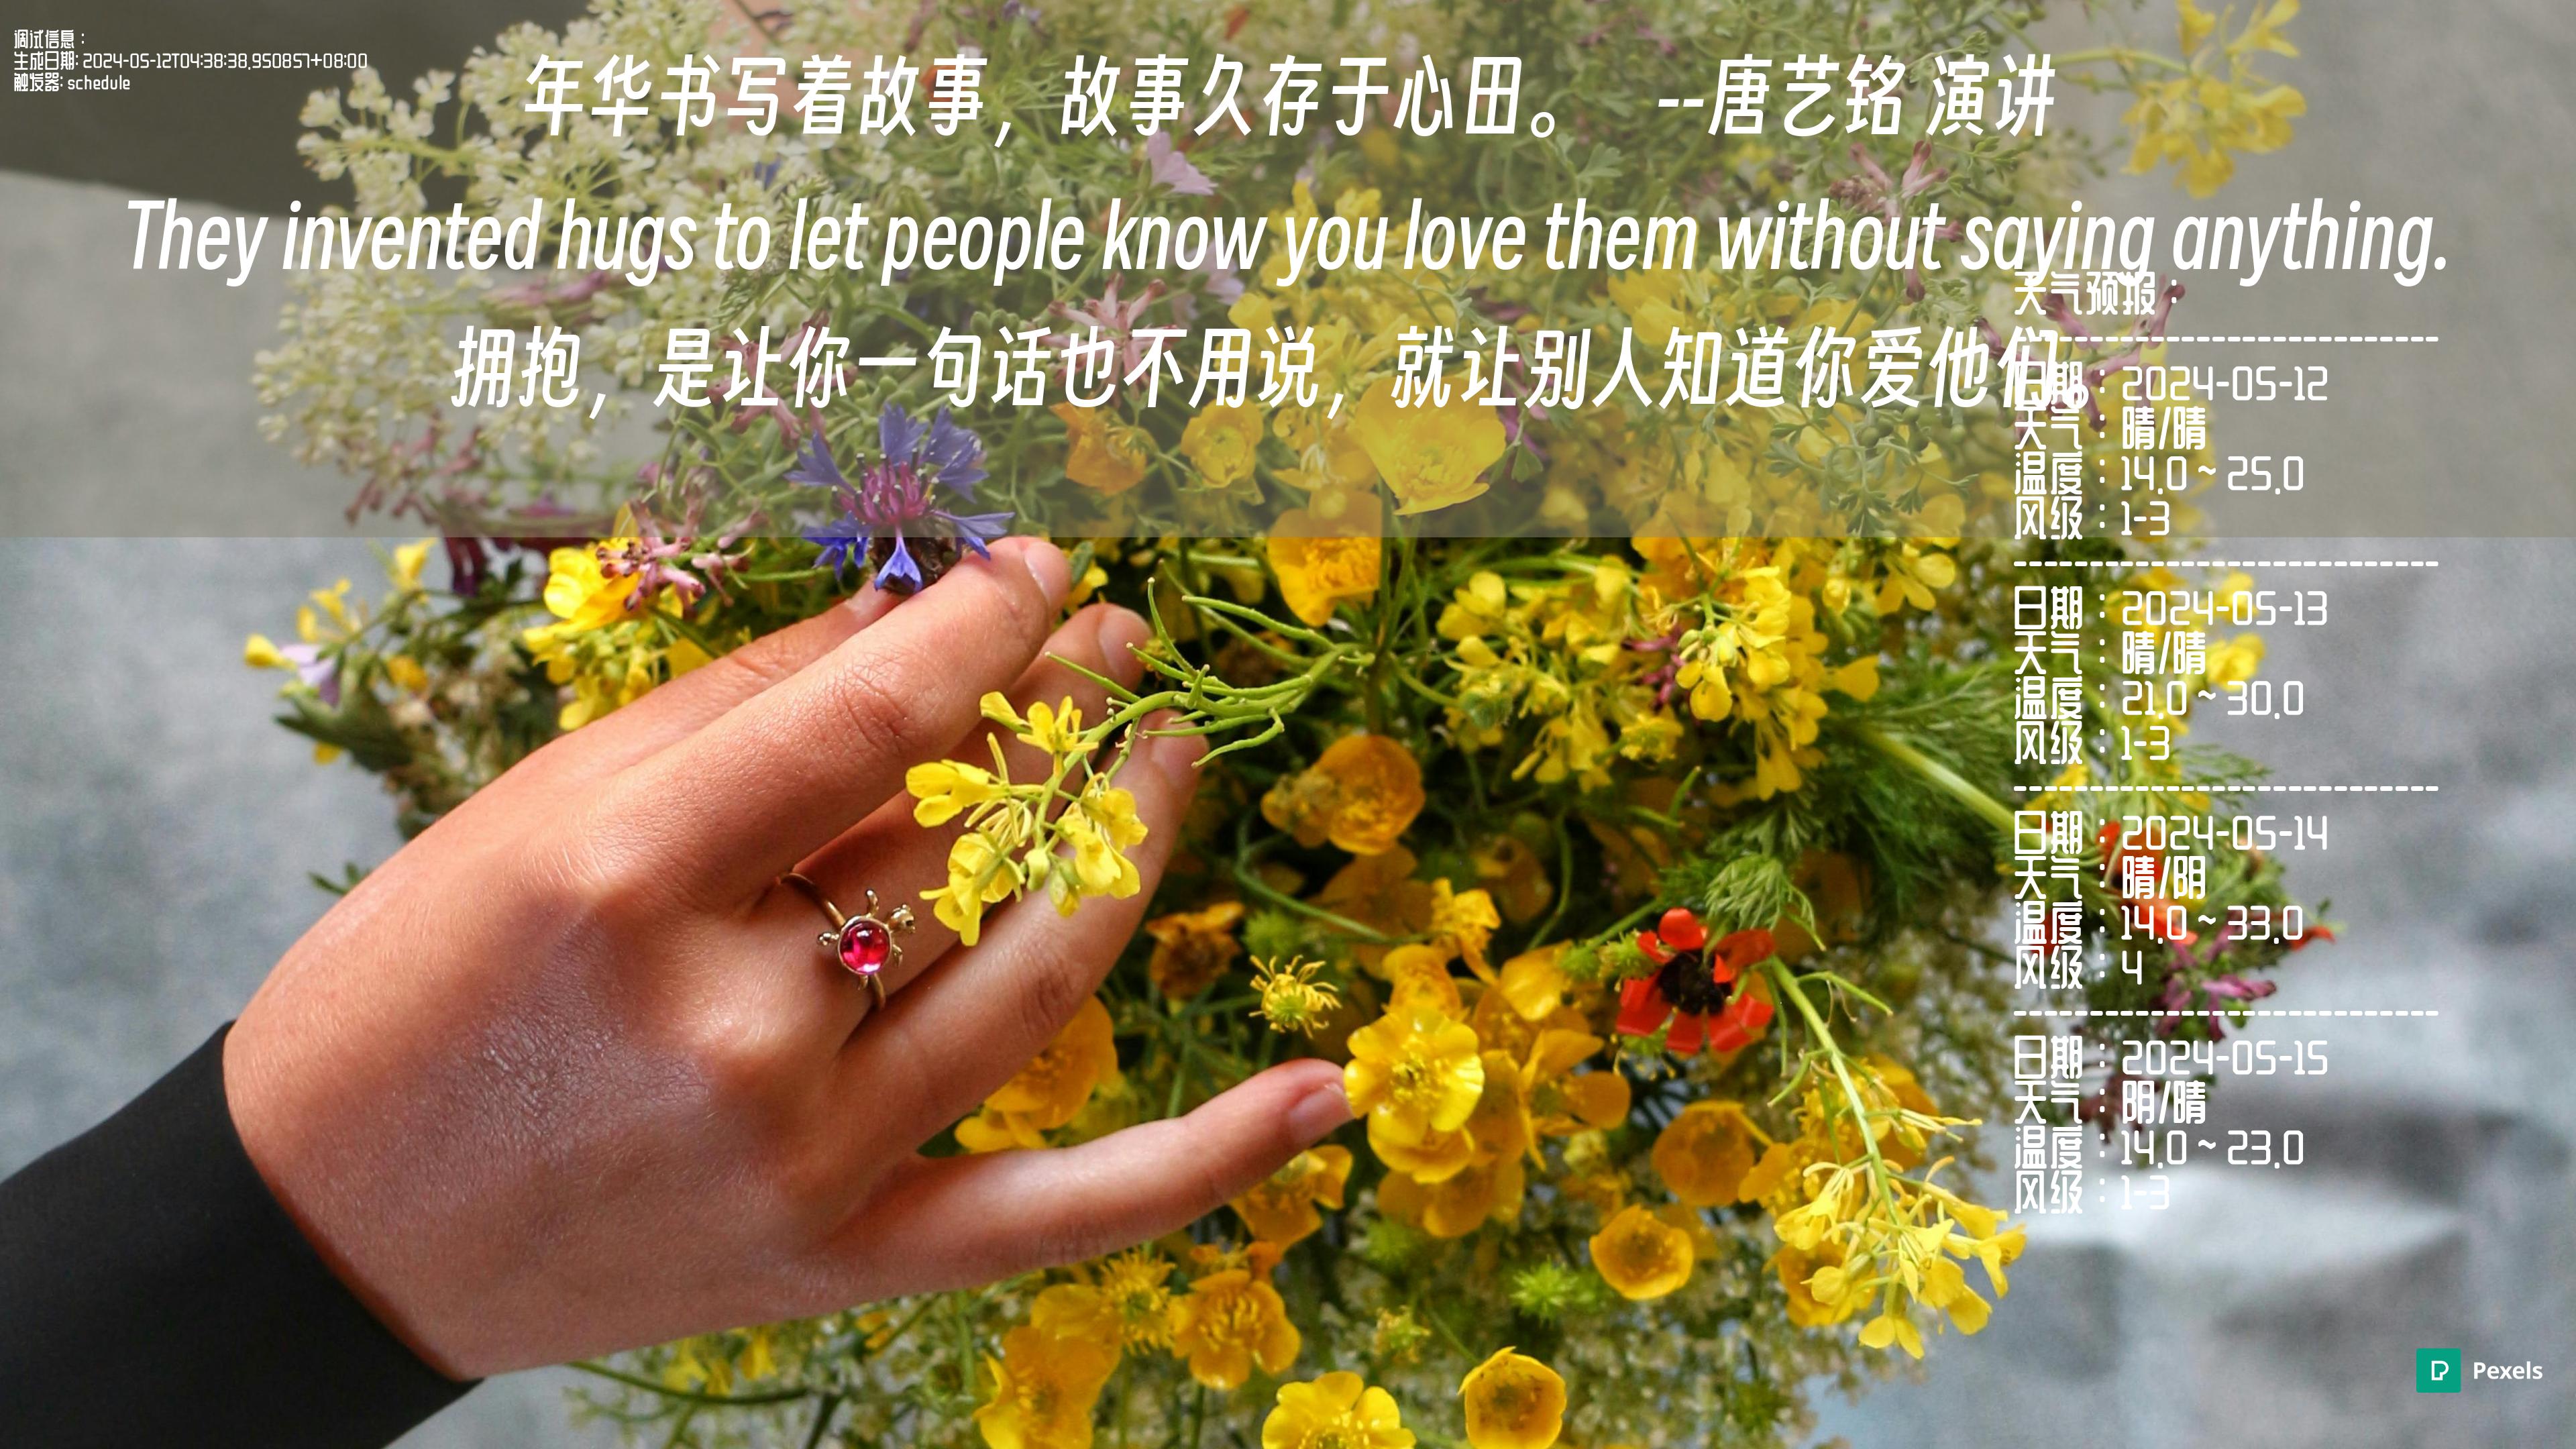 调试信息：
生成日期: 2024-05-12T04:38:38.950857+08:00
触发器: schedule
年华书写着故事，故事久存于心田。 --唐艺铭 演讲
They invented hugs to let people know you love them without saying anything.
拥抱，是让你一句话也不用说，就让别人知道你爱他们。
天气预报：
----------------------------
日期：2024-05-12
天气：晴/晴
温度：14.0 ~ 25.0
风级：1-3
----------------------------
日期：2024-05-13
天气：晴/晴
温度：21.0 ~ 30.0
风级：1-3
----------------------------
日期：2024-05-14
天气：晴/阴
温度：14.0 ~ 33.0
风级：4
----------------------------
日期：2024-05-15
天气：阴/晴
温度：14.0 ~ 23.0
风级：1-3
Pexels